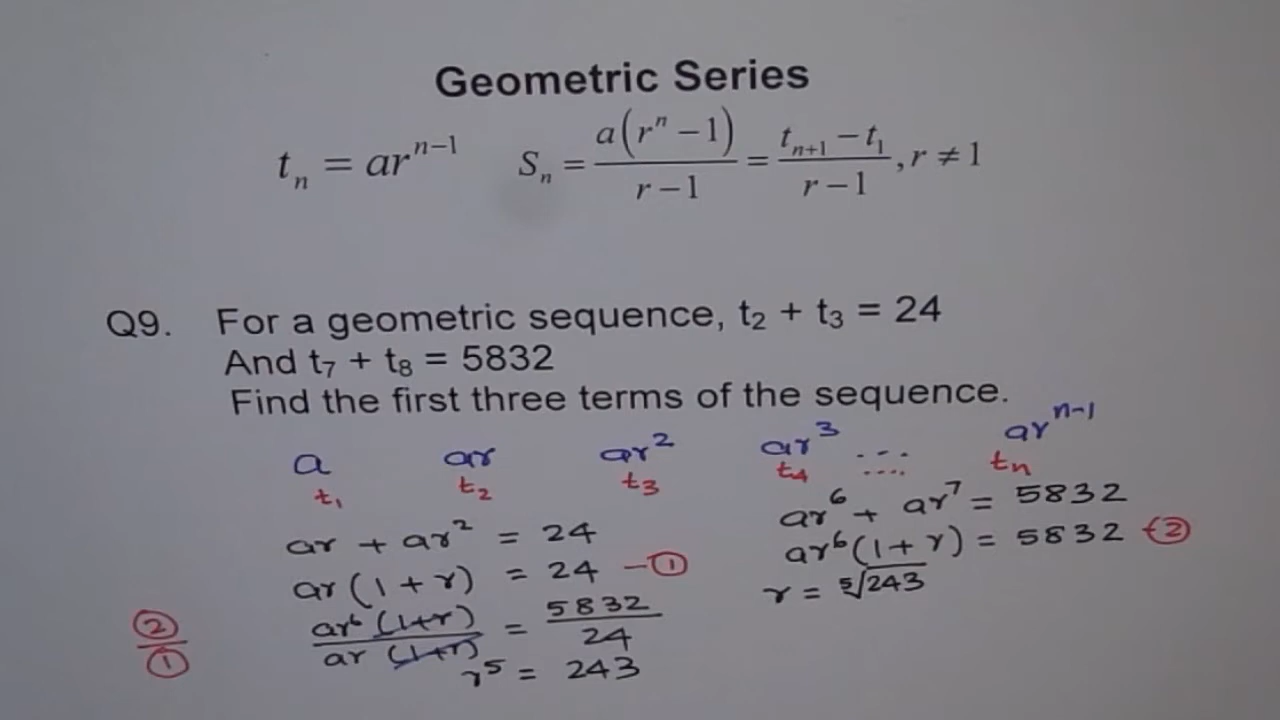 Geometric Series
tₙ = arⁿ⁻¹   Sₙ = a(rⁿ − 1)/(r − 1) = (tₙ₊₁ − t₁)/(r − 1), r ≠ 1
Q9. For a geometric sequence, t₂ + t₃ = 24
And t₇ + t₈ = 5832
Find the first three terms of the sequence.
a   ar   ar²   ar³ ....   arⁿ⁻¹
t₁   t₂   t₃   t₄ ....   tₙ
ar + ar² = 24
ar(1 + r) = 24 –①
②/①   ar⁶(1+r)/ar(1+r) = 5832/24
r⁵ = 243
ar⁶ + ar⁷ = 5832
ar⁶(1 + r) = 5832 –②
r = ⁵√243